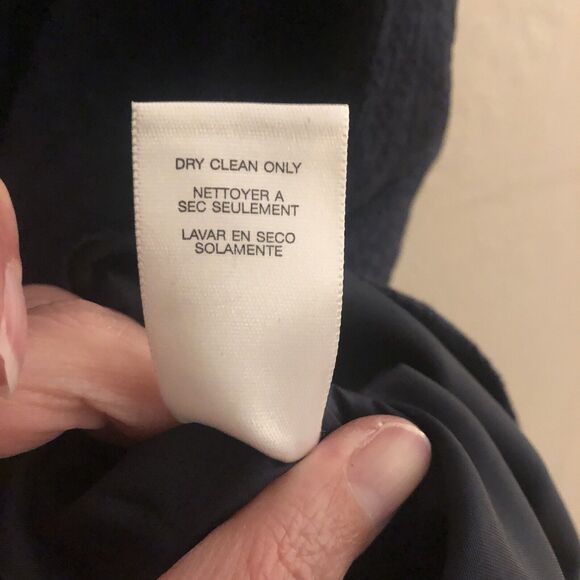 DRY CLEAN ONLY
NETTOYER A
SEC SEULEMENT
LAVAR EN SECO
SOLAMENTE